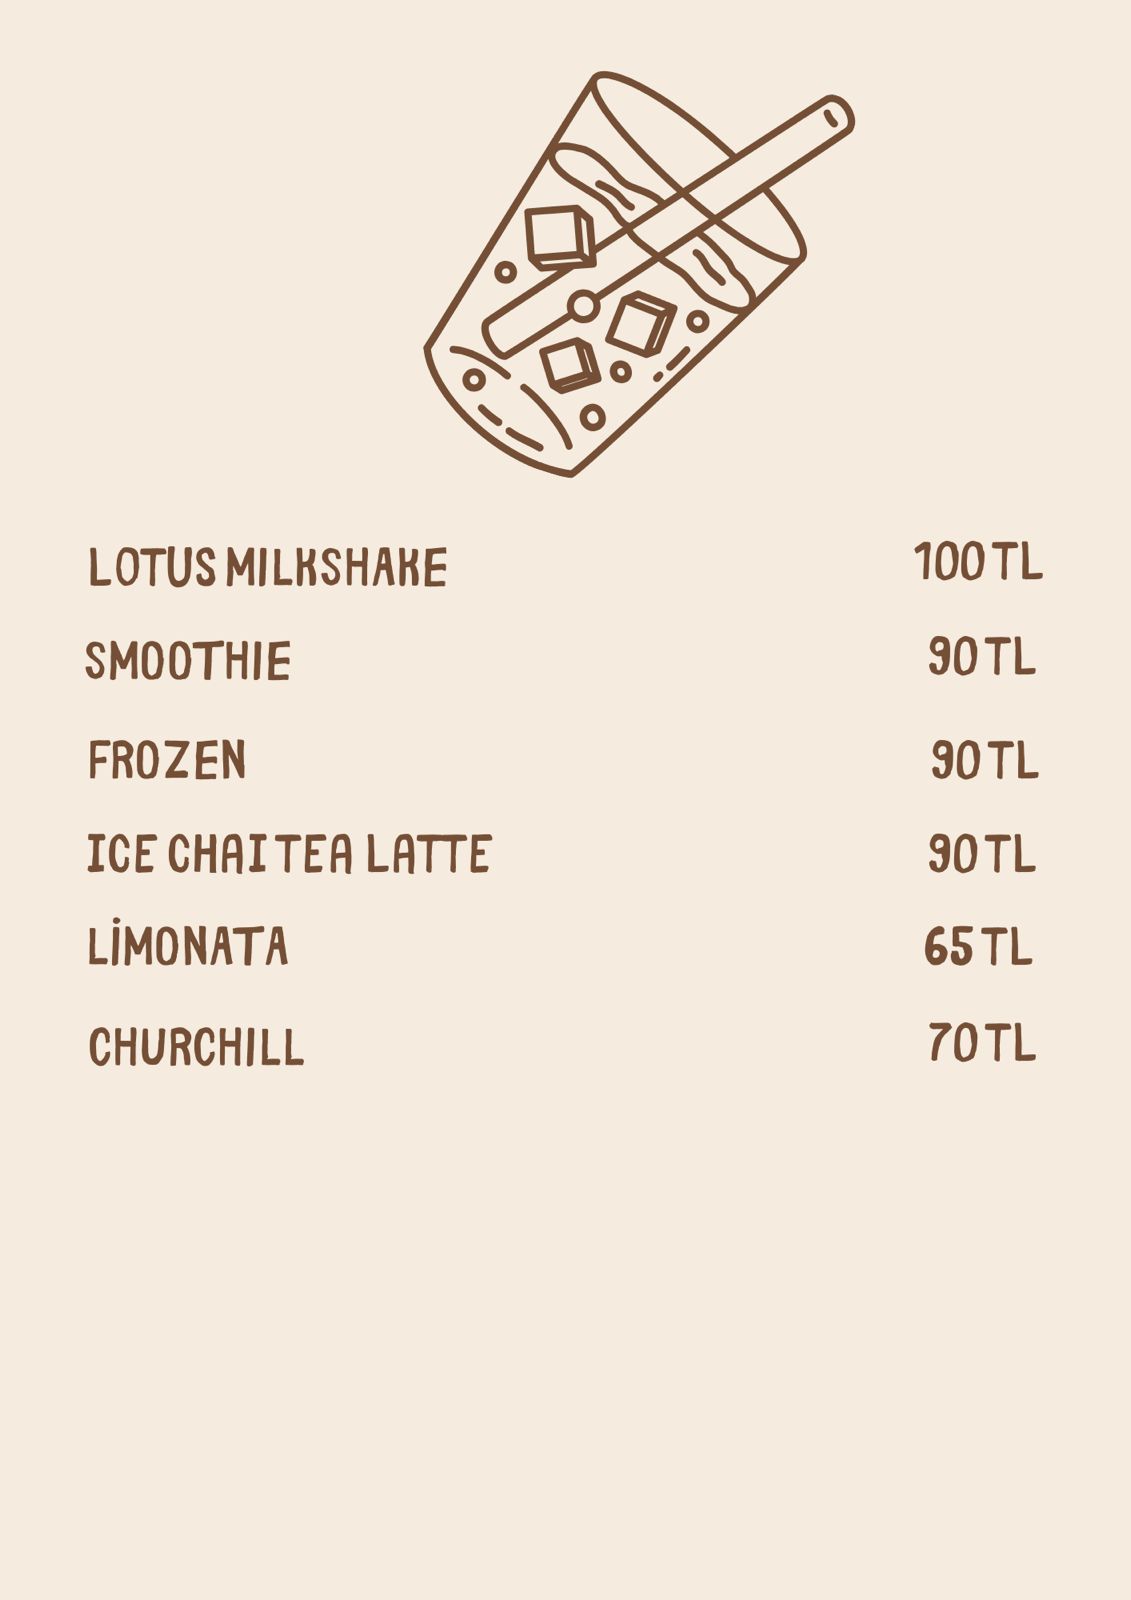 LOTUS MILKSHAKE 100 TL
SMOOTHIE 90 TL
FROZEN 90 TL
ICE CHAI TEA LATTE 90 TL
LİMONATA 65 TL
CHURCHILL 70 TL